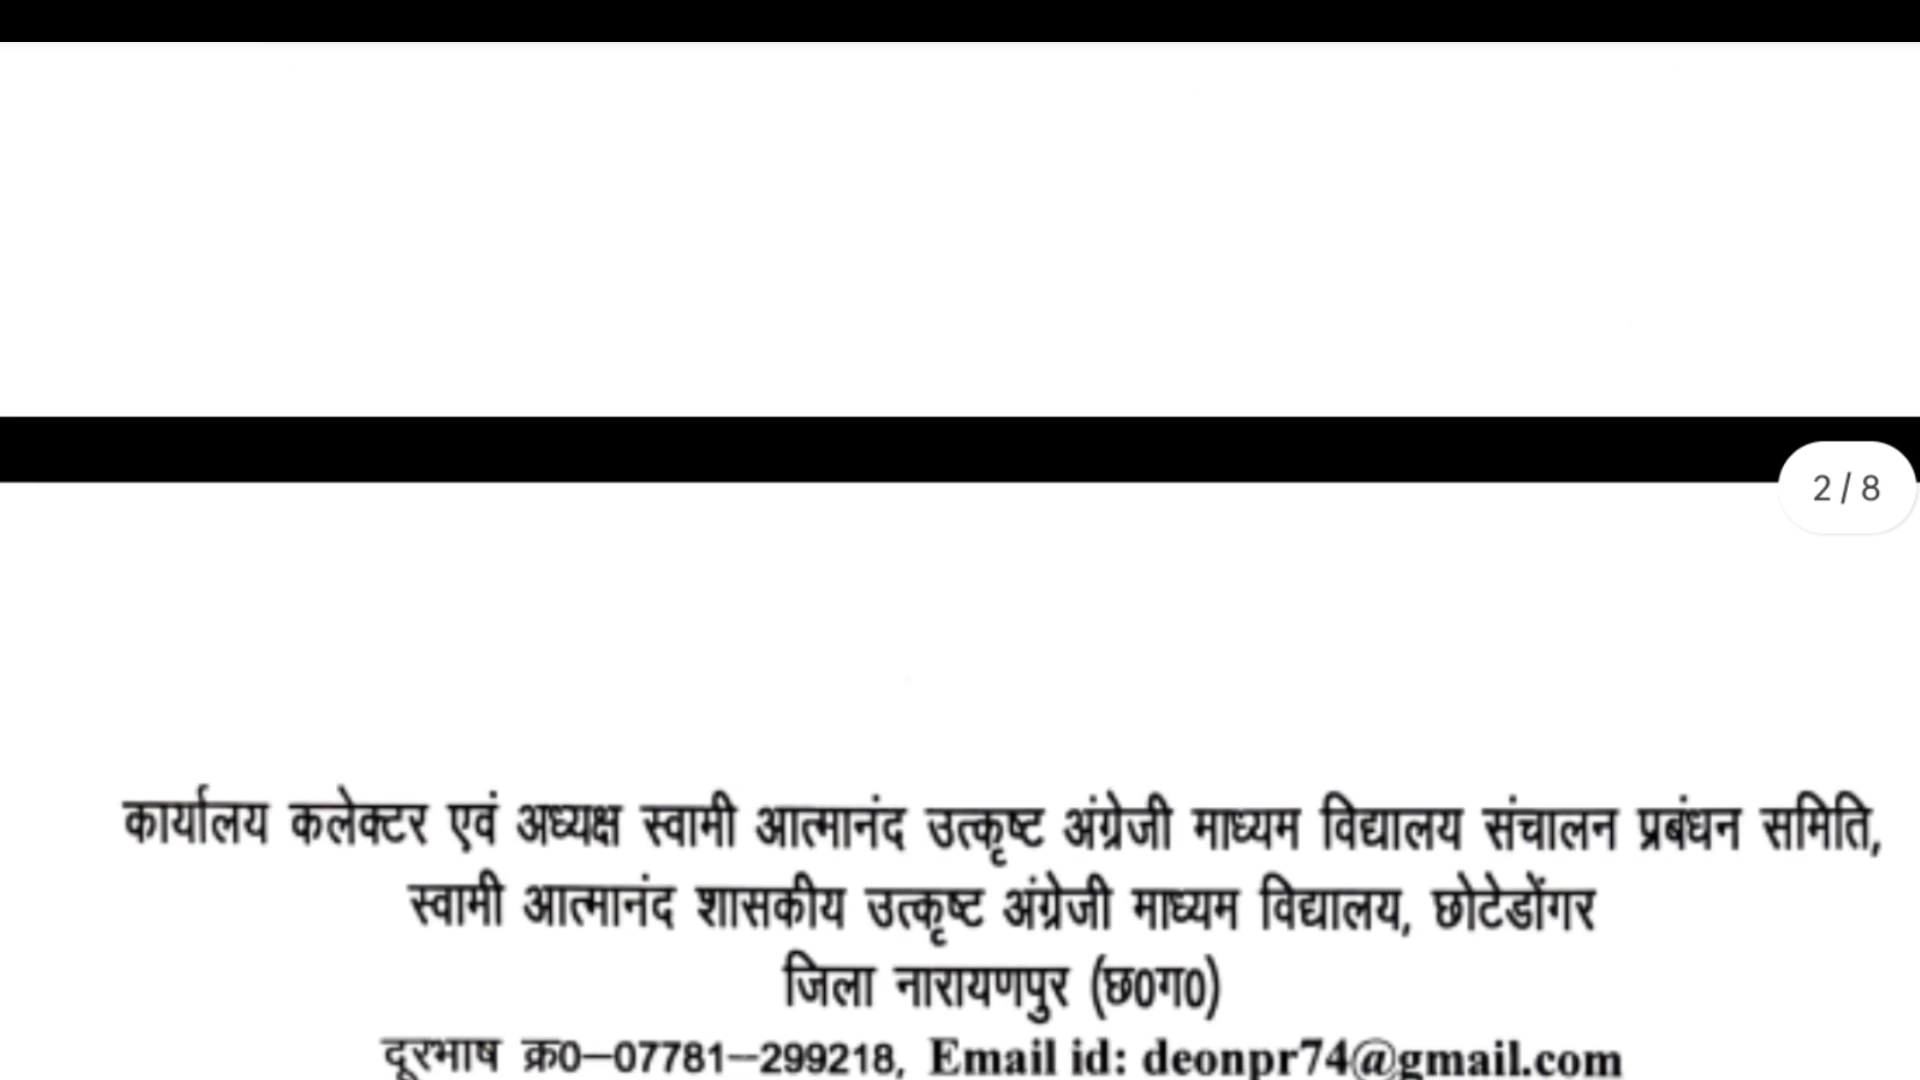 2 / 8
कार्यालय कलेक्टर एवं अध्यक्ष स्वामी आत्मानंद उत्कृष्ट अंग्रेजी माध्यम विद्यालय संचालन प्रबंधन समिति,
स्वामी आत्मानंद शासकीय उत्कृष्ट अंग्रेजी माध्यम विद्यालय, छोटेडोंगर
जिला नारायणपुर (छ0ग0)
दूरभाष क्र0–07781–299218, Email id: deonpr74@gmail.com